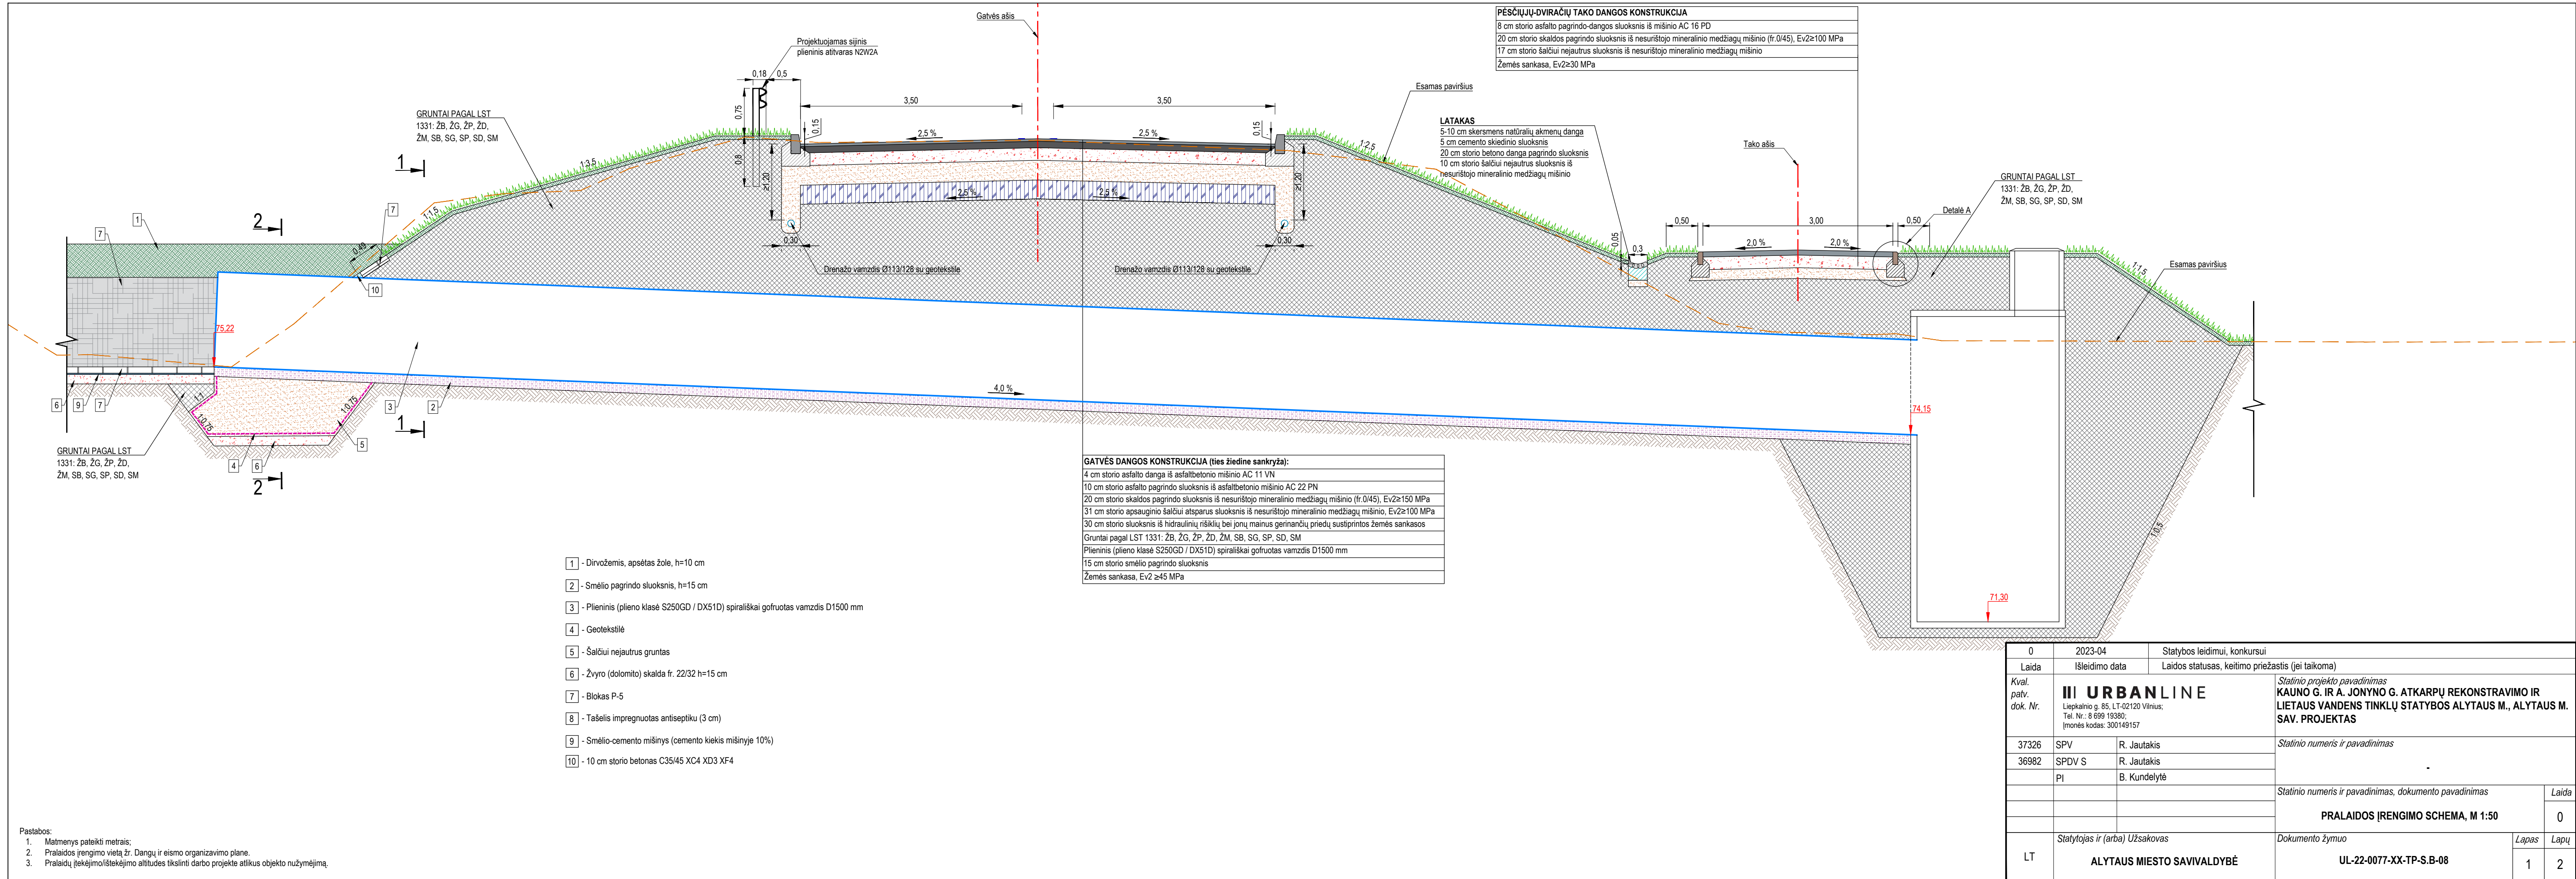 Gatvės ašis
Projektuojamas sijinis
plieninis atitvaras N2W2A
PĖSČIŲJŲ-DVIRAČIŲ TAKO DANGOS KONSTRUKCIJA
8 cm storio asfalto pagrindo-dangos sluoksnis iš mišinio AC 16 PD
20 cm storio skaldos pagrindo sluoksnis iš nesurištojo mineralinio medžiagų mišinio (fr.0/45), Ev2≥100 MPa
17 cm storio šalčiui nejautrus sluoksnis iš nesurištojo mineralinio medžiagų mišinio
Žemės sankasa, Ev2≥30 MPa
0,18
0,5
0,75
0,8
3,50
3,50
0,15
0,15
2,5 %
2,5 %
2,5 %
2,5 %
≥1,20
≥1,20
0,30
0,30
Drenažo vamzdis Ø113/128 su geotekstile
Drenažo vamzdis Ø113/128 su geotekstile
GRUNTAI PAGAL LST
1331: ŽB, ŽG, ŽP, ŽD,
ŽM, SB, SG, SP, SD, SM
1:3,5
1:1,5
1
2
1
7
7
0,49
10
75,22
Esamas paviršius
1:2,5
LATAKAS
5-10 cm skersmens natūralių akmenų danga
5 cm cemento skiedinio sluoksnis
20 cm storio betono danga pagrindo sluoksnis
10 cm storio šalčiui nejautrus sluoksnis iš
nesurištojo mineralinio medžiagų mišinio
0,05
0,3
Tako ašis
0,50
3,00
0,50
2,0 %
2,0 %
Detalė A
GRUNTAI PAGAL LST
1331: ŽB, ŽG, ŽP, ŽD,
ŽM, SB, SG, SP, SD, SM
1:1,5
Esamas paviršius
6
9
7
1:1
1:0,75
1:0,75
3
2
4,0 %
74,15
1
5
4
6
2
GRUNTAI PAGAL LST
1331: ŽB, ŽG, ŽP, ŽD,
ŽM, SB, SG, SP, SD, SM
1:0,5
71,30
GATVĖS DANGOS KONSTRUKCIJA (ties žiedine sankryža):
4 cm storio asfalto danga iš asfaltbetonio mišinio AC 11 VN
10 cm storio asfalto pagrindo sluoksnis iš asfaltbetonio mišinio AC 22 PN
20 cm storio skaldos pagrindo sluoksnis iš nesurištojo mineralinio medžiagų mišinio (fr.0/45), Ev2≥150 MPa
31 cm storio apsauginio šalčiui atsparus sluoksnis iš nesurištojo mineralinio medžiagų mišinio, Ev2≥100 MPa
30 cm storio sluoksnis iš hidraulinių rišiklių bei jonų mainus gerinančių priedų sustiprintos žemės sankasos
Gruntai pagal LST 1331: ŽB, ŽG, ŽP, ŽD, ŽM, SB, SG, SP, SD, SM
Plieninis (plieno klasė S250GD / DX51D) spirališkai gofruotas vamzdis D1500 mm
15 cm storio smėlio pagrindo sluoksnis
Žemės sankasa, Ev2 ≥45 MPa
1 - Dirvožemis, apsėtas žole, h=10 cm
2 - Smėlio pagrindo sluoksnis, h=15 cm
3 - Plieninis (plieno klasė S250GD / DX51D) spirališkai gofruotas vamzdis D1500 mm
4 - Geotekstilė
5 - Šalčiui nejautrus gruntas
6 - Žvyro (dolomito) skalda fr. 22/32 h=15 cm
7 - Blokas P-5
8 - Tašelis impregnuotas antiseptiku (3 cm)
9 - Smėlio-cemento mišinys (cemento kiekis mišinyje 10%)
10 - 10 cm storio betonas C35/45 XC4 XD3 XF4
Pastabos:
1. Matmenys pateikti metrais;
2. Pralaidos įrengimo vietą žr. Dangų ir eismo organizavimo plane.
3. Pralaidų įtekėjimo/ištekėjimo altitudes tikslinti darbo projekte atlikus objekto nužymėjimą.
0 2023-04 Statybos leidimui, konkursui
Laida Išleidimo data Laidos statusas, keitimo priežastis (jei taikoma)
Kval.
patv.
dok. Nr.
URBANLINE
Liepkalnio g. 85, LT-02120 Vilnius;
Tel. Nr.: 8 699 19380;
Įmonės kodas: 300149157
Statinio projekto pavadinimas
KAUNO G. IR A. JONYNO G. ATKARPŲ REKONSTRAVIMO IR
LIETAUS VANDENS TINKLŲ STATYBOS ALYTAUS M., ALYTAUS M.
SAV. PROJEKTAS
37326 SPV R. Jautakis
36982 SPDV S R. Jautakis
PI B. Kundelytė
Statinio numeris ir pavadinimas
-
Statinio numeris ir pavadinimas, dokumento pavadinimas
Laida
PRALAIDOS ĮRENGIMO SCHEMA, M 1:50
0
LT
Statytojas ir (arba) Užsakovas
ALYTAUS MIESTO SAVIVALDYBĖ
Dokumento žymuo
UL-22-0077-XX-TP-S.B-08
Lapas
Lapų
1
2